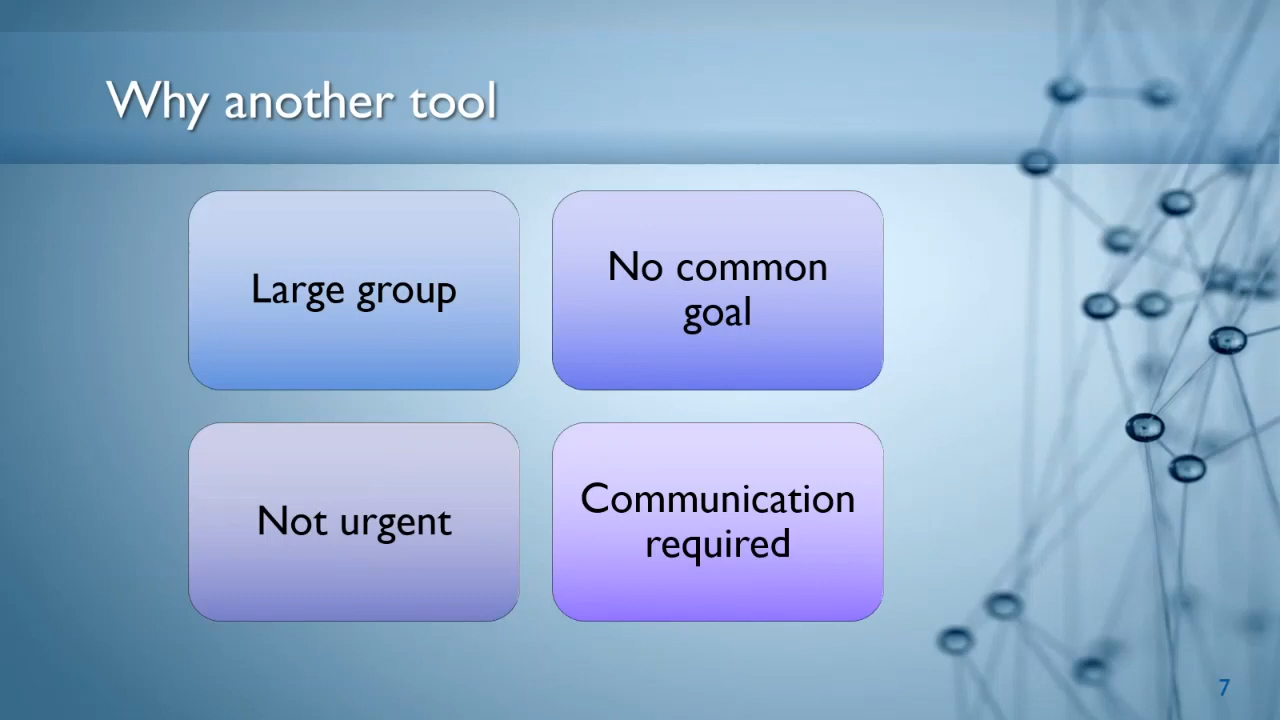 Why another tool
Large group
No common
goal
Not urgent
Communication
required
7